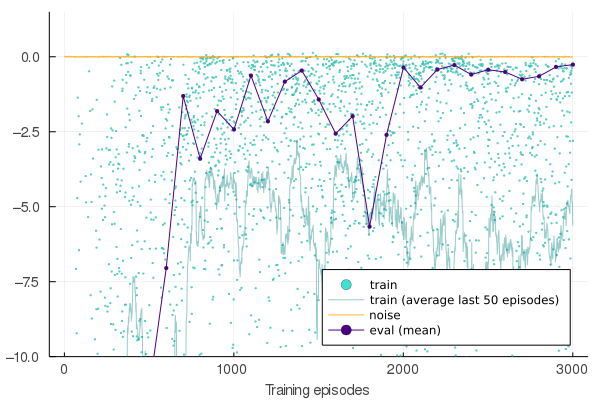 0.0
−2.5
−5.0
−7.5
−10.0
train
train (average last 50 episodes)
noise
eval (mean)
0 1000 2000 3000
Training episodes